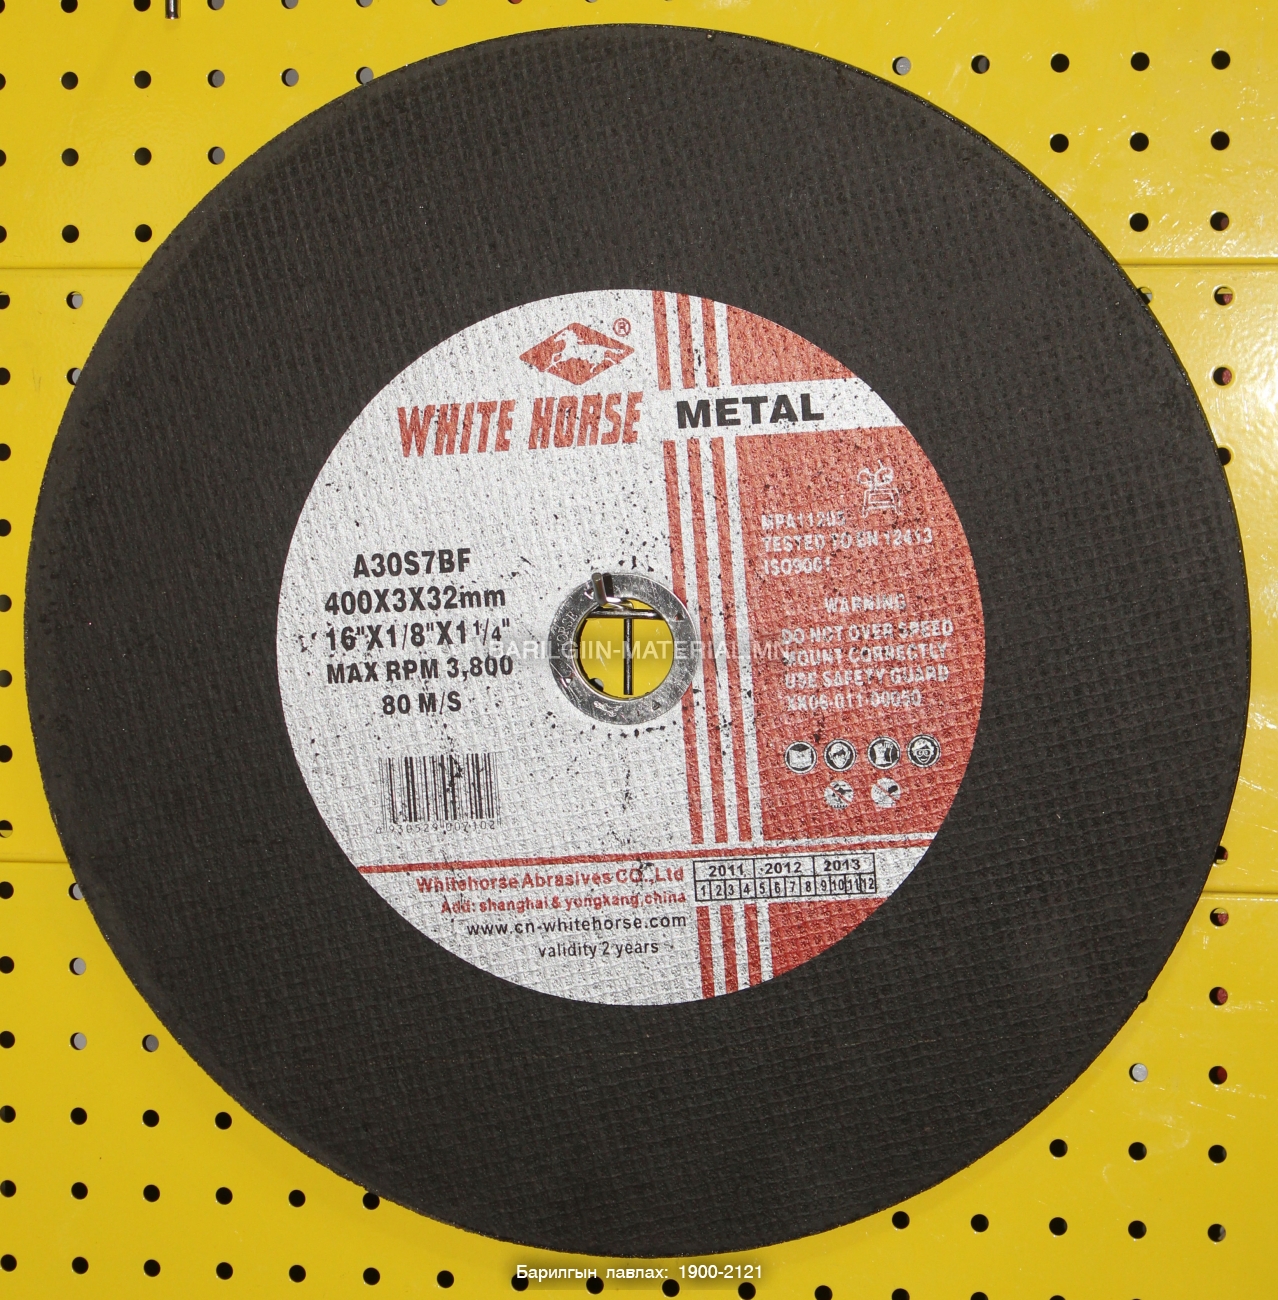 ®
WHITE HORSE
METAL
MPA11202
TESTED TO EN 12413
ISO9001
A30S7BF
400X3X32mm
16"X1/8"X1 1/4"
MAX RPM 3,800
80 M/S
WARNING
DO NOT OVER SPEED
MOUNT CORRECTLY
USE SAFETY GUARD
BARILGIIN-MATERIAL.MN
Whitehorse Abrasives CO.,Ltd
Add: shanghai & yongkang,china
www.cn-whitehorse.com
validity 2 years
2011 2012 2013
1 2 3 4 5 6 7 8 9 10 11 12
Барилгын лавлах: 1900-2121